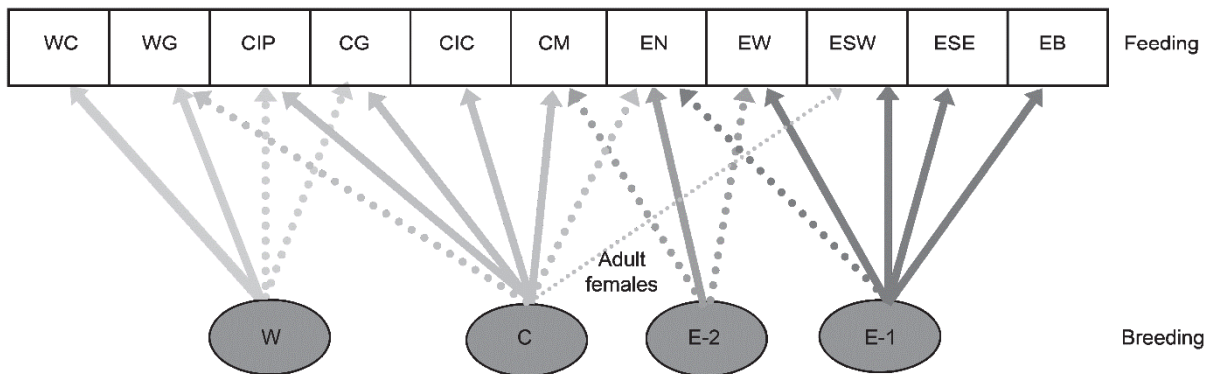 WC WG CIP CG CIC CM EN EW ESW ESE EB Feeding
Adult
females
W C E-2 E-1 Breeding